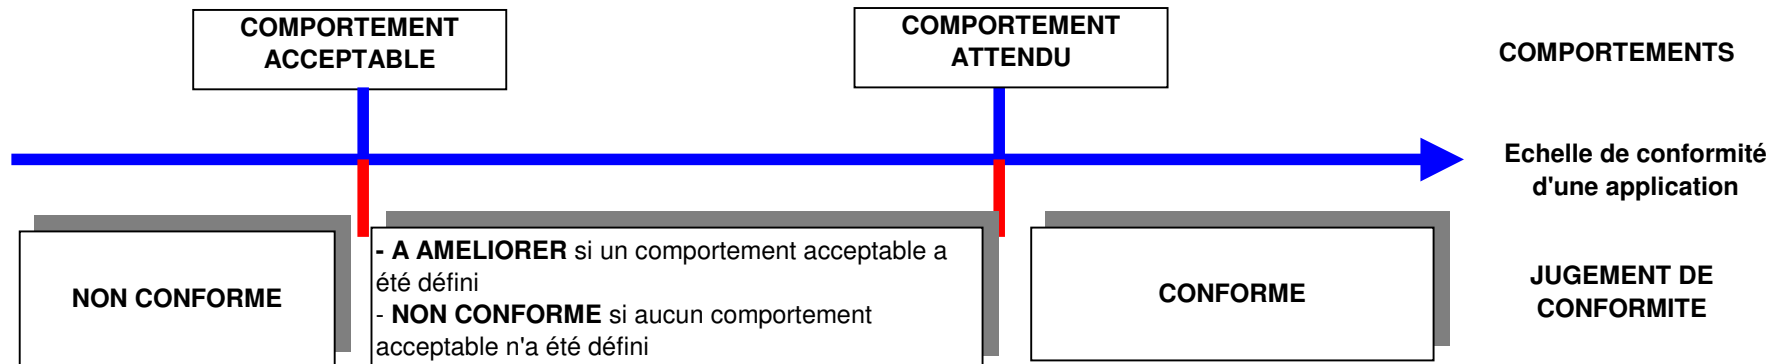 COMPORTEMENT
ACCEPTABLE
COMPORTEMENT
ATTENDU
COMPORTEMENTS
Echelle de conformité
d'une application
NON CONFORME
- A AMELIORER si un comportement acceptable a
été défini
- NON CONFORME si aucun comportement
acceptable n'a été défini
CONFORME
JUGEMENT DE
CONFORMITE